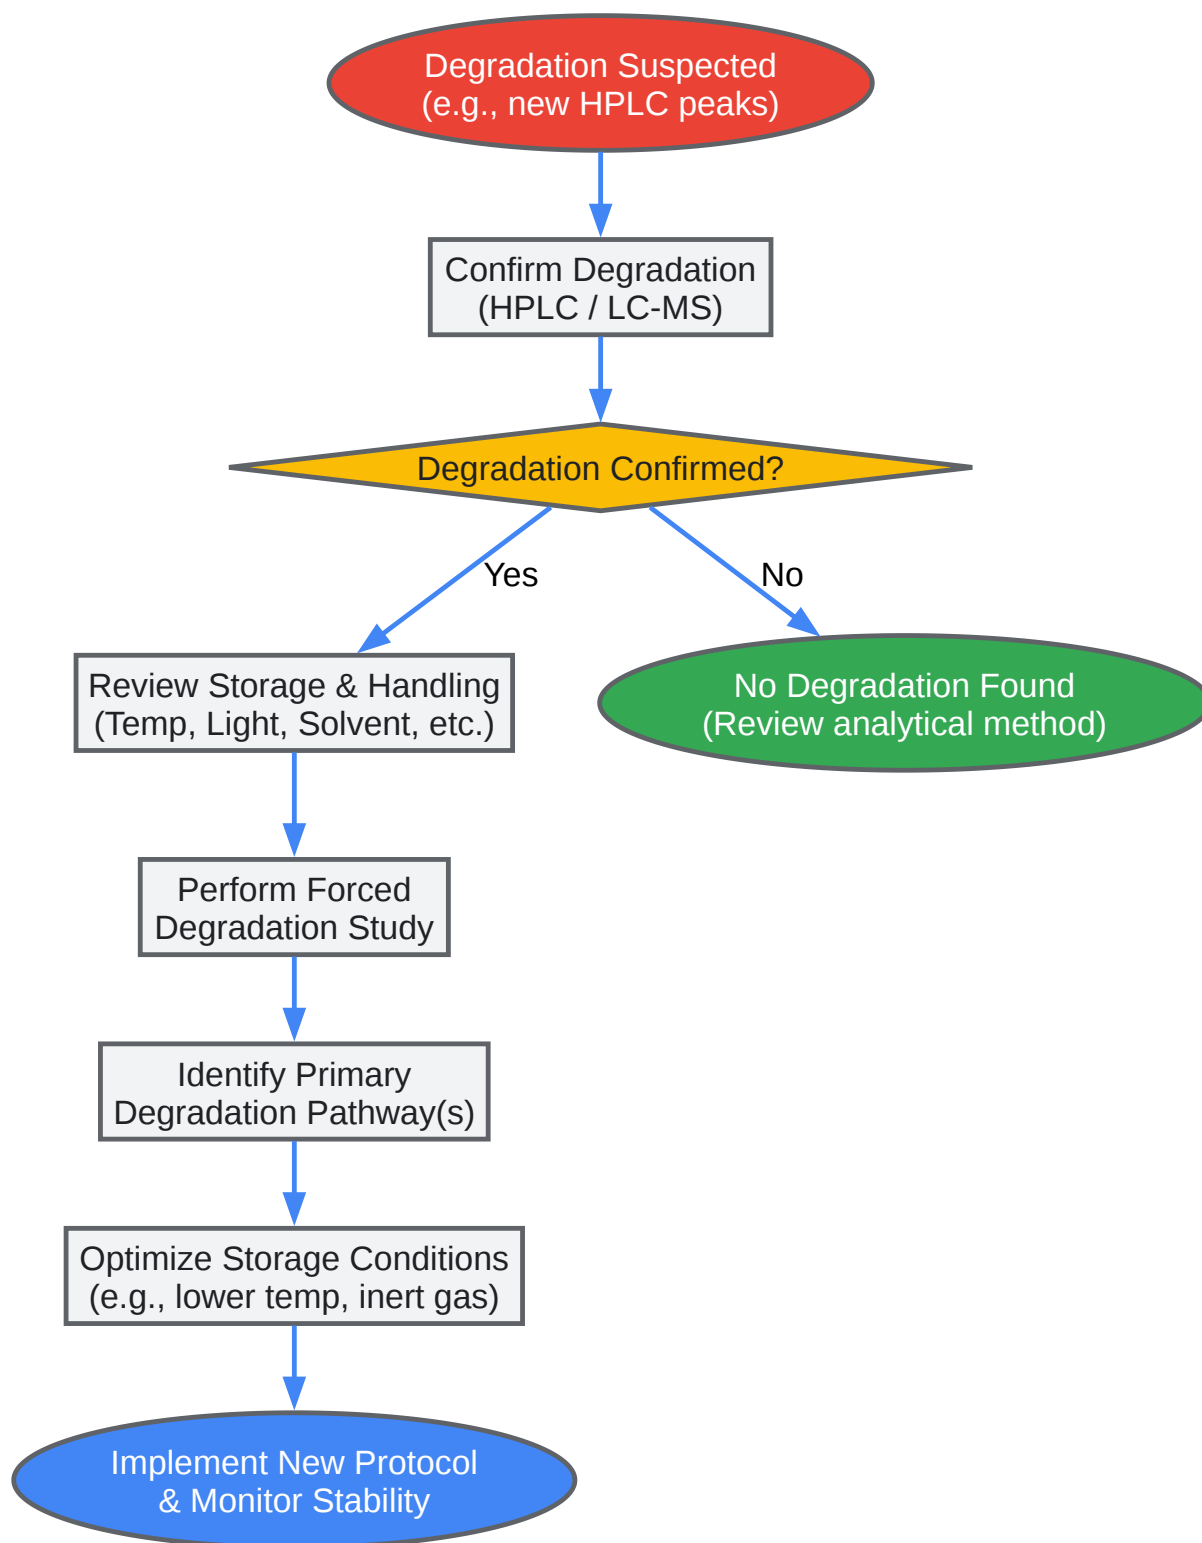 Degradation Suspected
(e.g., new HPLC peaks)
Confirm Degradation
(HPLC / LC-MS)
Degradation Confirmed?
Yes
No
Review Storage & Handling
(Temp, Light, Solvent, etc.)
No Degradation Found
(Review analytical method)
Perform Forced
Degradation Study
Identify Primary
Degradation Pathway(s)
Optimize Storage Conditions
(e.g., lower temp, inert gas)
Implement New Protocol
& Monitor Stability